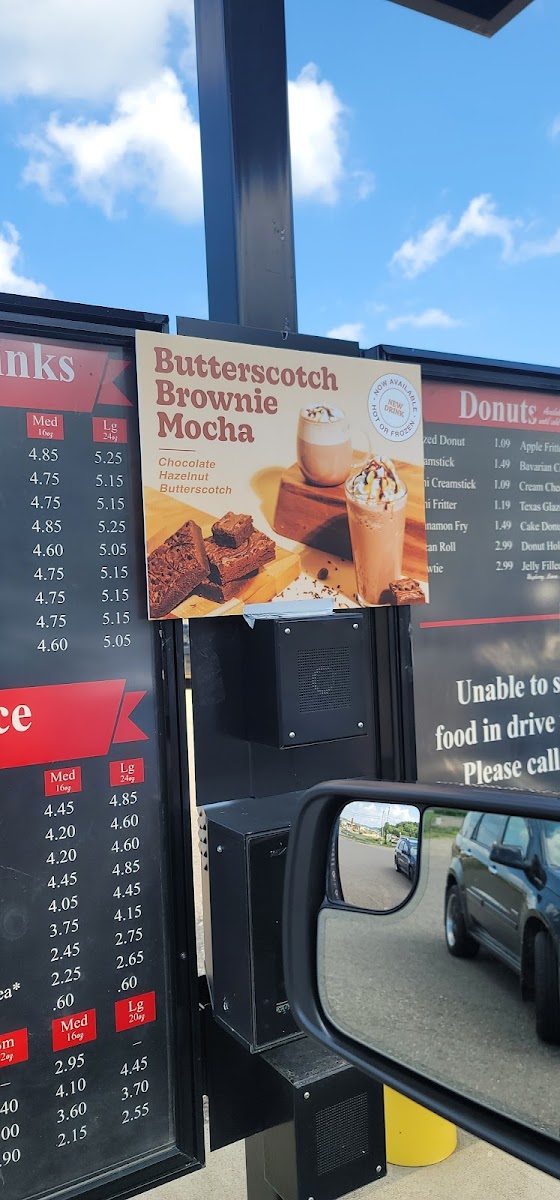 nks
Med Lg
16oz 24oz
4.85 5.25
4.75 5.15
4.75 5.15
4.85 5.25
4.60 5.05
4.75 5.15
4.75 5.15
4.75 5.15
4.60 5.05
ce
Med Lg
16oz 24oz
4.45 4.85
4.20 4.60
4.20 4.60
4.45 4.85
4.05 4.45
3.75 4.15
2.45 2.75
2.25 2.65
ea* .60 .60
Med Lg
16oz 20oz
2.95 –
40 4.10 4.45
00 3.60 3.70
90 2.15 2.55
Butterscotch
Brownie
Mocha
Chocolate
Hazelnut
Butterscotch
NOW AVAILABLE
NEW
DRINK
HOT OR FROZEN
Donuts
zed Donut 1.09 Apple Fritt
amstick 1.49 Bavarian C
ni Creamstick 1.09 Cream Che
ni Fritter 1.19 Texas Glaz
nnamon Fry 1.49 Cake Donu
an Roll 2.99 Donut Hol
wtie 2.99 Jelly Fille
Unable to s
food in drive
Please call